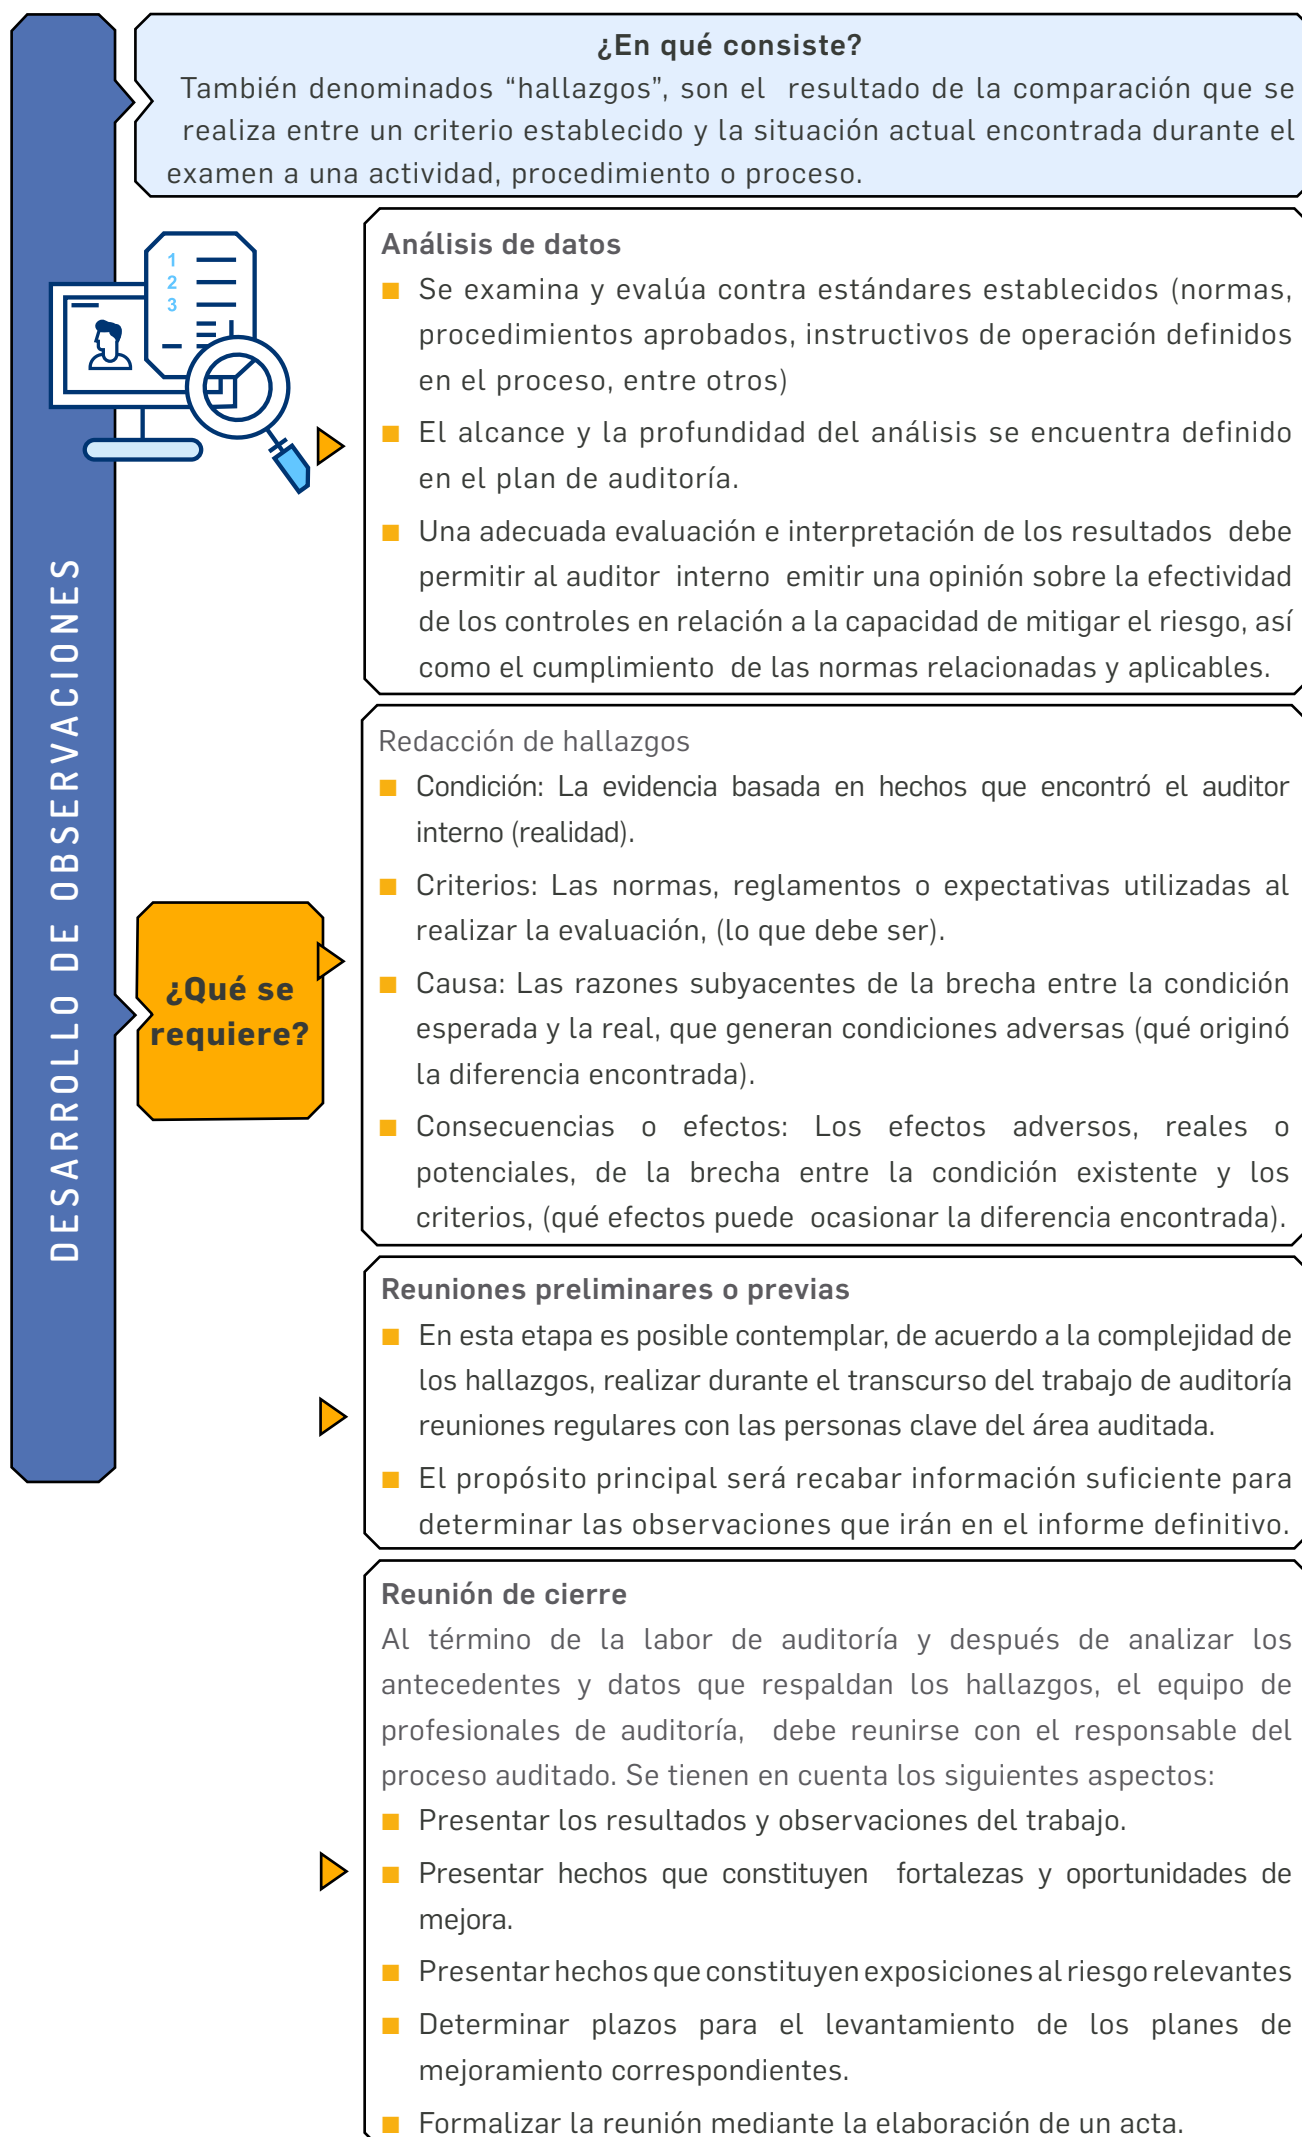 DESARROLLO DE OBSERVACIONES
¿En qué consiste?
También denominados “hallazgos”, son el resultado de la comparación que se
realiza entre un criterio establecido y la situación actual encontrada durante el
examen a una actividad, procedimiento o proceso.
1
2
3
¿Qué se
requiere?
Análisis de datos
■ Se examina y evalúa contra estándares establecidos (normas,
procedimientos aprobados, instructivos de operación definidos
en el proceso, entre otros)
■ El alcance y la profundidad del análisis se encuentra definido
en el plan de auditoría.
■ Una adecuada evaluación e interpretación de los resultados debe
permitir al auditor interno emitir una opinión sobre la efectividad
de los controles en relación a la capacidad de mitigar el riesgo, así
como el cumplimiento de las normas relacionadas y aplicables.
Redacción de hallazgos
■ Condición: La evidencia basada en hechos que encontró el auditor
interno (realidad).
■ Criterios: Las normas, reglamentos o expectativas utilizadas al
realizar la evaluación, (lo que debe ser).
■ Causa: Las razones subyacentes de la brecha entre la condición
esperada y la real, que generan condiciones adversas (qué originó
la diferencia encontrada).
■ Consecuencias o efectos: Los efectos adversos, reales o
potenciales, de la brecha entre la condición existente y los
criterios, (qué efectos puede ocasionar la diferencia encontrada).
Reuniones preliminares o previas
■ En esta etapa es posible contemplar, de acuerdo a la complejidad de
los hallazgos, realizar durante el transcurso del trabajo de auditoría
reuniones regulares con las personas clave del área auditada.
■ El propósito principal será recabar información suficiente para
determinar las observaciones que irán en el informe definitivo.
Reunión de cierre
Al término de la labor de auditoría y después de analizar los
antecedentes y datos que respaldan los hallazgos, el equipo de
profesionales de auditoría, debe reunirse con el responsable del
proceso auditado. Se tienen en cuenta los siguientes aspectos:
■ Presentar los resultados y observaciones del trabajo.
■ Presentar hechos que constituyen fortalezas y oportunidades de
mejora.
■ Presentar hechos que constituyen exposiciones al riesgo relevantes
■ Determinar plazos para el levantamiento de los planes de
mejoramiento correspondientes.
■ Formalizar la reunión mediante la elaboración de un acta.